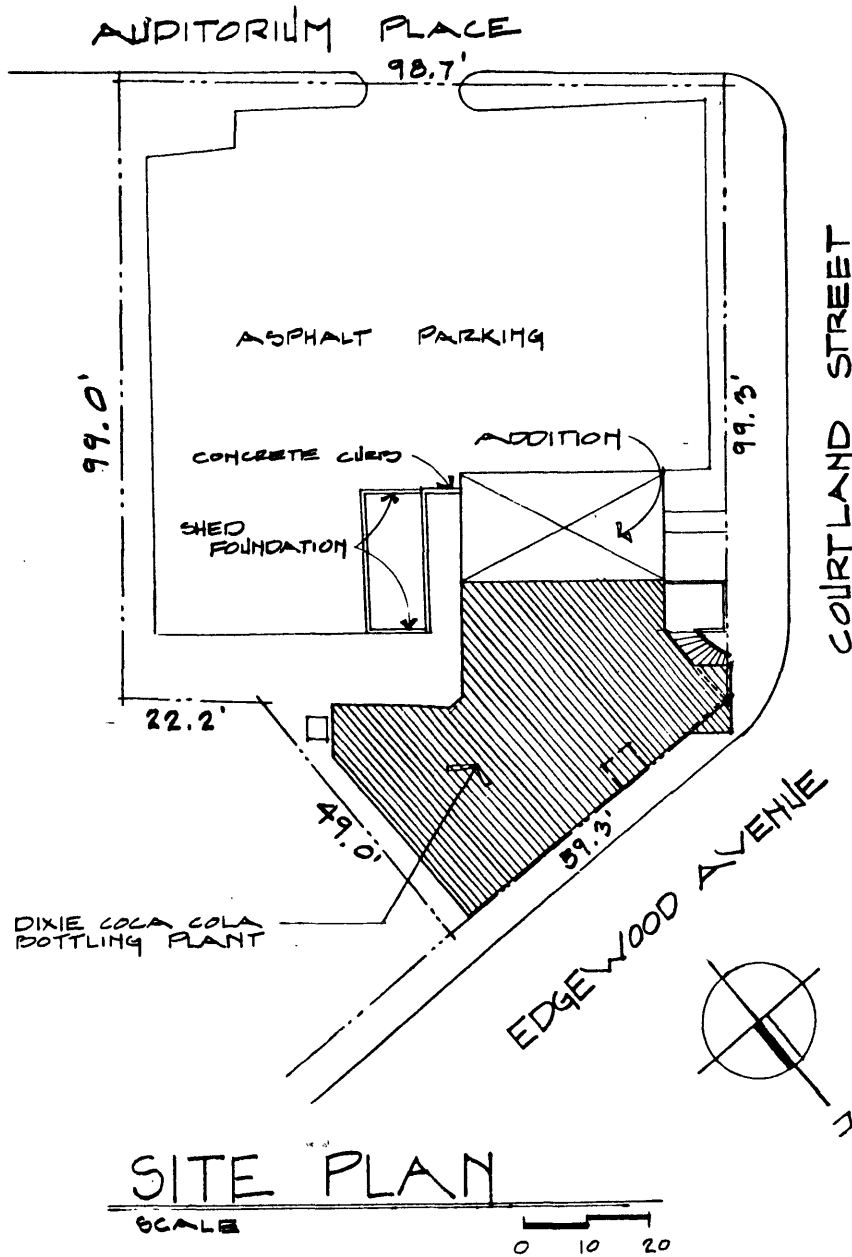 AUDITORIUM PLACE
98.7'
COURTLAND STREET
ASPHALT PARKING
99.0'
99.3'
ADDITION
CONCRETE CURB
SHED
FOUNDATION
22.2'
49.0'
59.3'
DIXIE COCA COLA
BOTTLING PLANT
EDGEWOOD AVENUE
N
SITE PLAN
SCALE
0 10 20